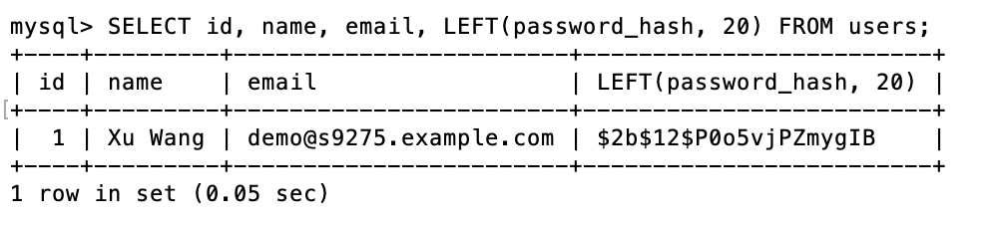 mysql> SELECT id, name, email, LEFT(password_hash, 20) FROM users;
+----+---------+------------------------+-------------------------+
| id | name    | email                        | LEFT(password_hash, 20) |
+----+---------+------------------------+-------------------------+
|  1 | Xu Wang | demo@s9275.example.com | $2b$12$P0o5vjPZmygIB    |
+----+---------+------------------------+-------------------------+
1 row in set (0.05 sec)